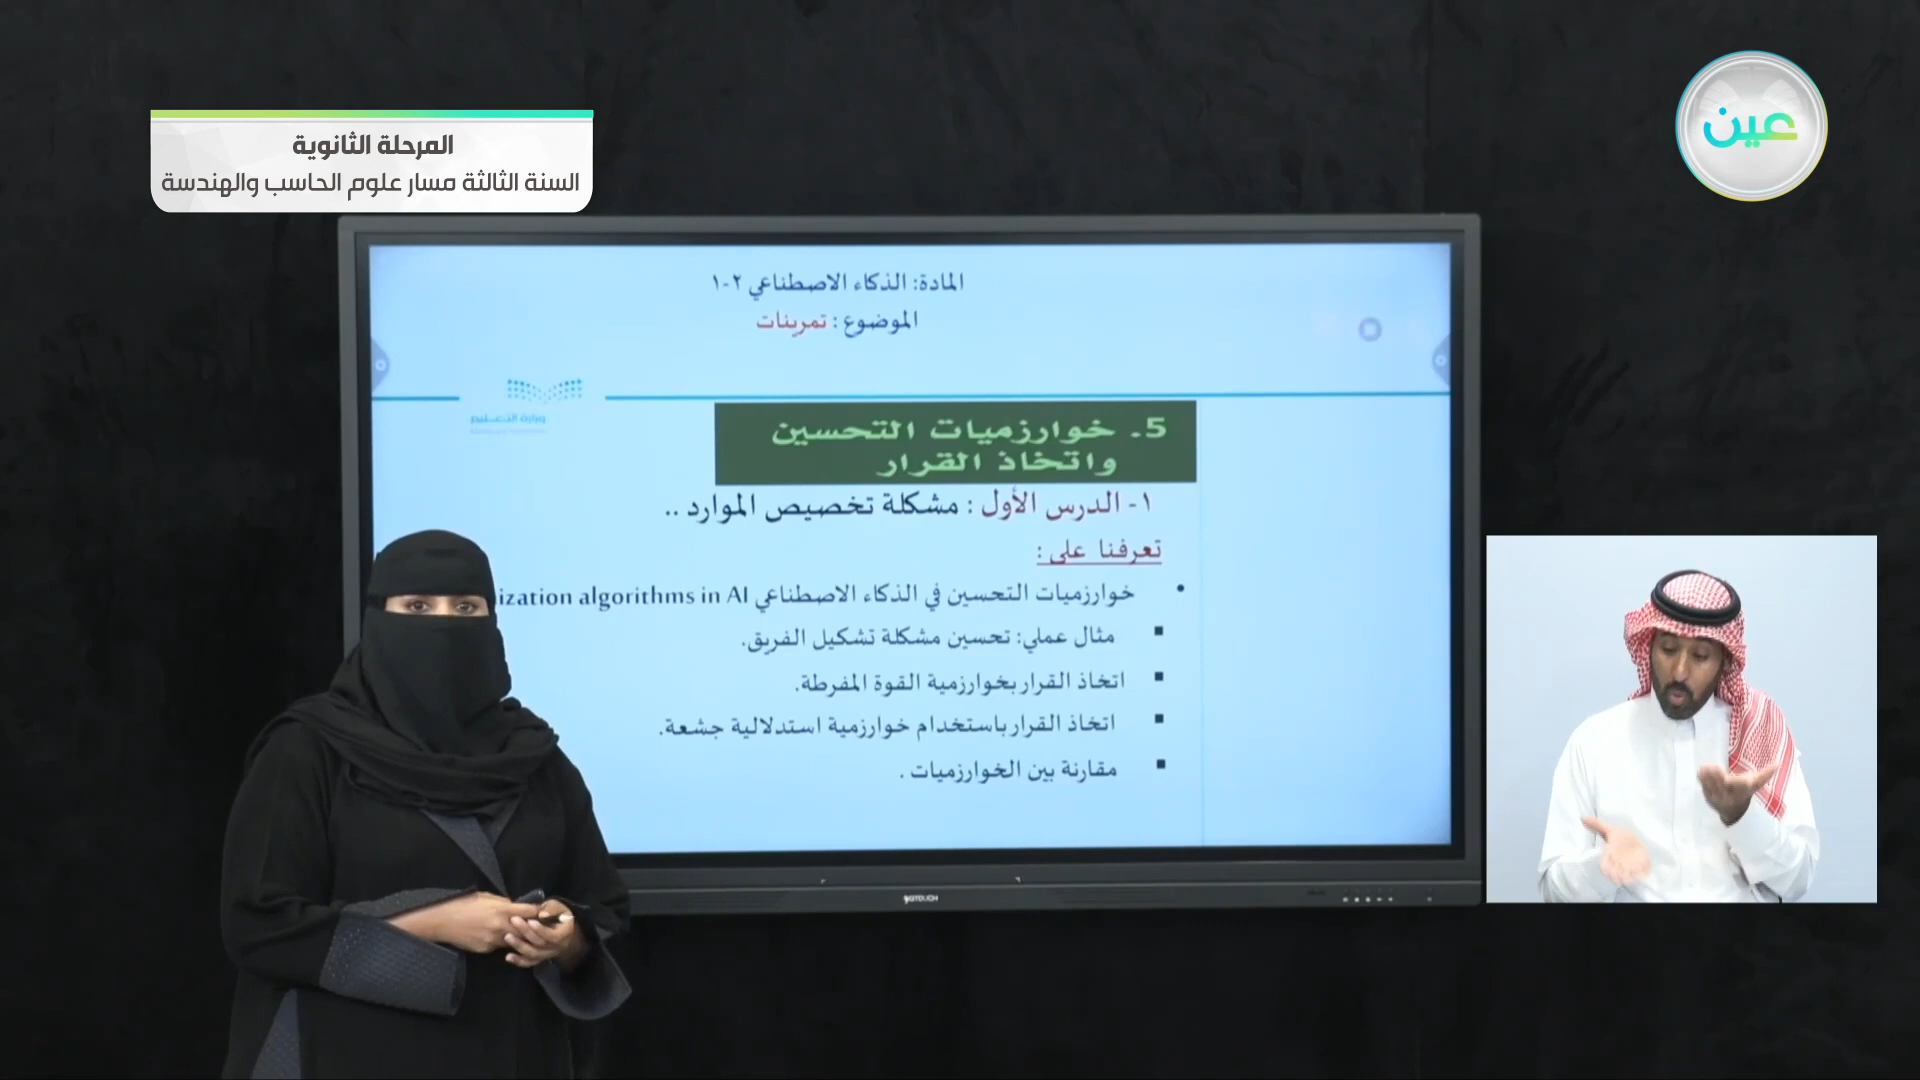 المرحلة الثانوية
السنة الثالثة مسار علوم الحاسب والهندسة
عين
المادة: الذكاء الاصطناعي ٢-١
الموضوع : تمرينات
وزارة التعليم
5. خوارزميات التحسين
واتخاذ القرار
١- الدرس الأول : مشكلة تخصيص الموارد ..
تعرفنا على :
• خوارزميات التحسين في الذكاء الاصطناعي ization algorithms in AI
▪ مثال عملي: تحسين مشكلة تشكيل الفريق.
▪ اتخاذ القرار بخوارزمية القوة المفرطة.
▪ اتخاذ القرار باستخدام خوارزمية استدلالية جشعة.
▪ مقارنة بين الخوارزميات .